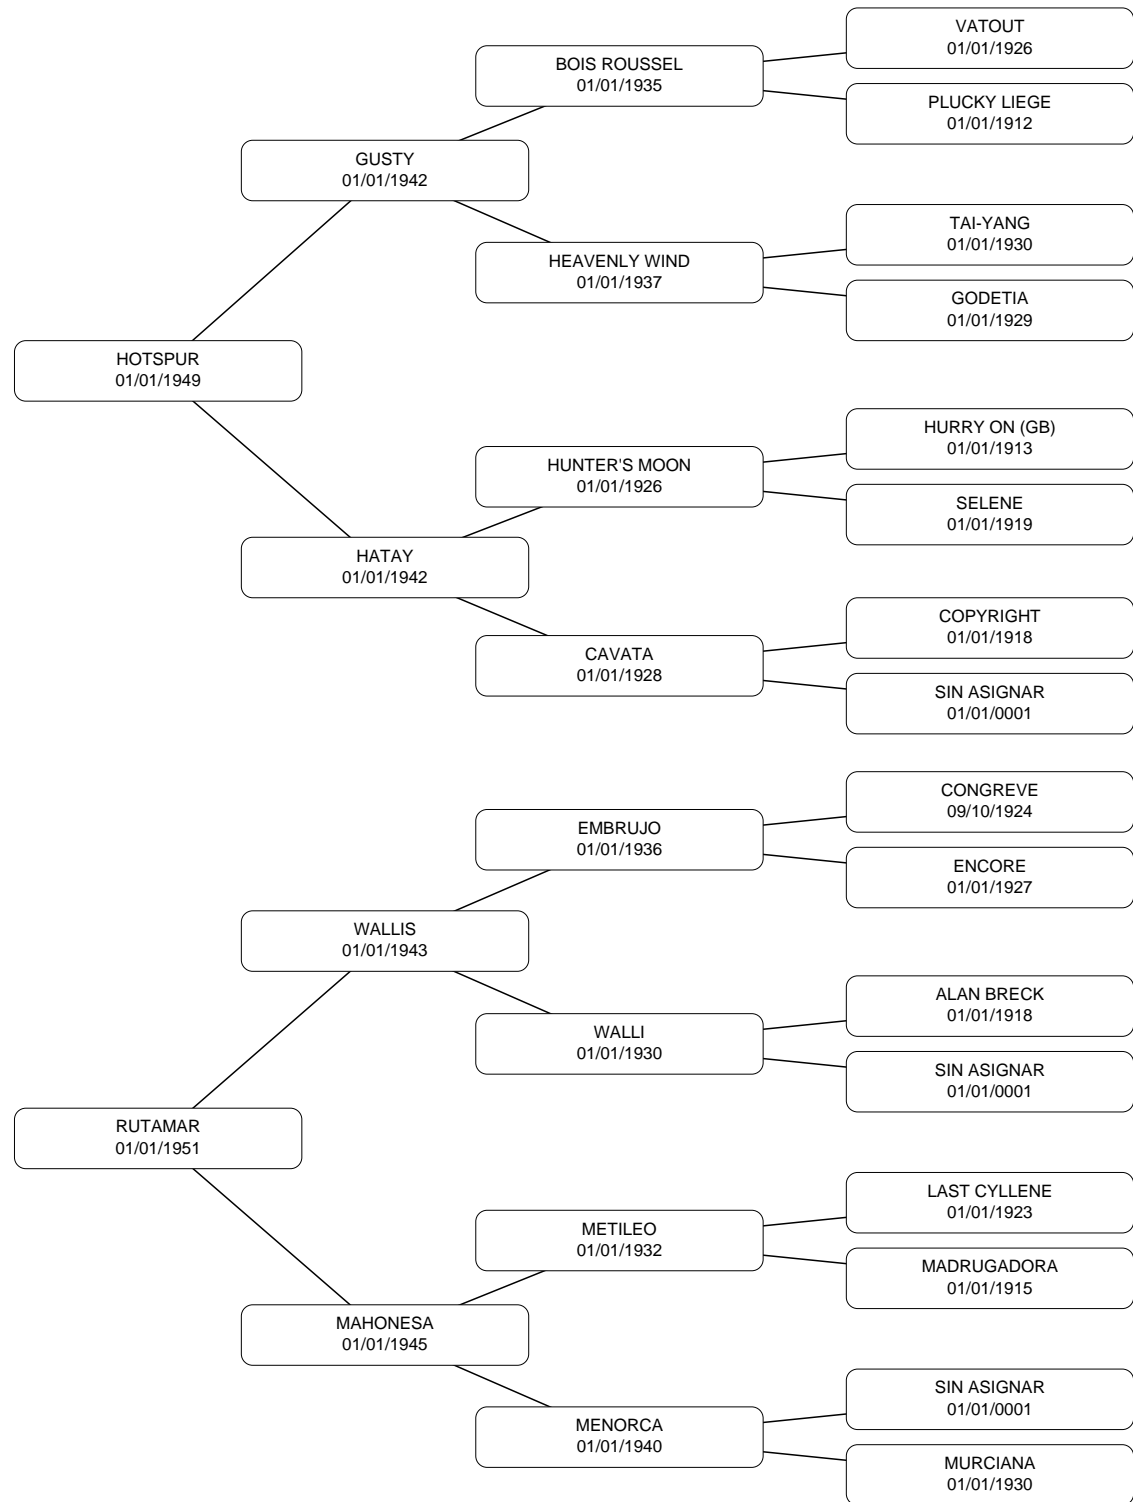 VATOUT
01/01/1926
BOIS ROUSSEL
01/01/1935
PLUCKY LIEGE
01/01/1912
GUSTY
01/01/1942
TAI-YANG
01/01/1930
HEAVENLY WIND
01/01/1937
GODETIA
01/01/1929
HOTSPUR
01/01/1949
HURRY ON (GB)
01/01/1913
HUNTER'S MOON
01/01/1926
SELENE
01/01/1919
HATAY
01/01/1942
COPYRIGHT
01/01/1918
CAVATA
01/01/1928
SIN ASIGNAR
01/01/0001
CONGREVE
09/10/1924
EMBRUJO
01/01/1936
ENCORE
01/01/1927
WALLIS
01/01/1943
ALAN BRECK
01/01/1918
WALLI
01/01/1930
SIN ASIGNAR
01/01/0001
RUTAMAR
01/01/1951
LAST CYLLENE
01/01/1923
METILEO
01/01/1932
MADRUGADORA
01/01/1915
MAHONESA
01/01/1945
SIN ASIGNAR
01/01/0001
MENORCA
01/01/1940
MURCIANA
01/01/1930